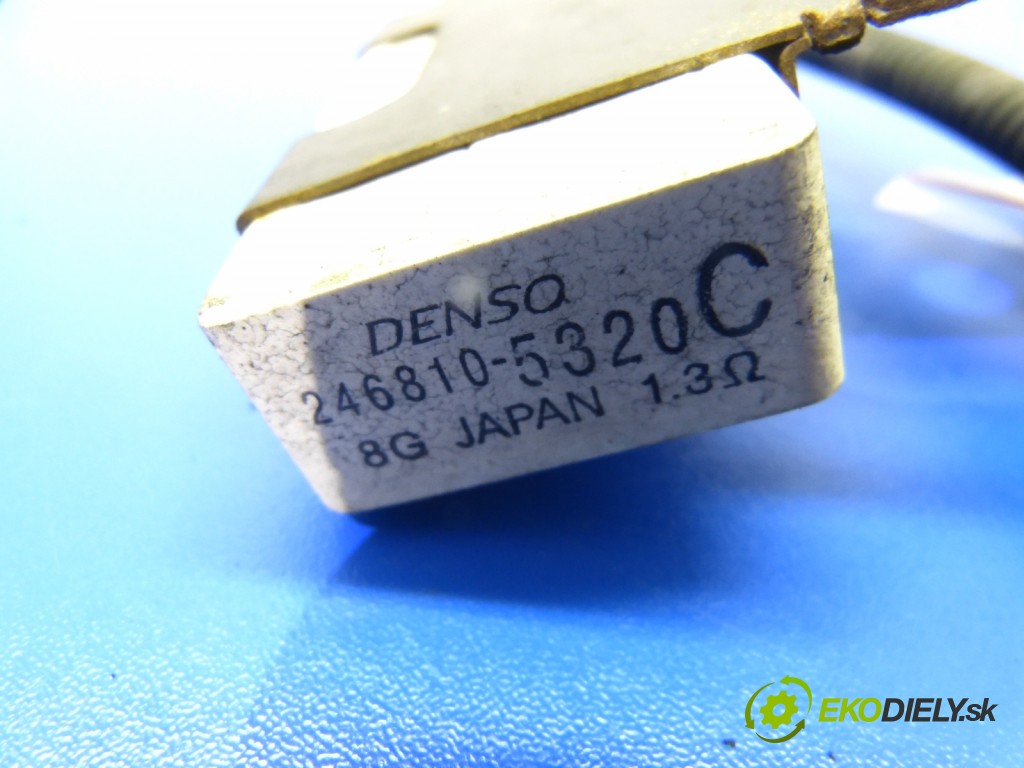 DENSO
246810-5320C
8G JAPAN 1.3Ω
EKODIELY.sk